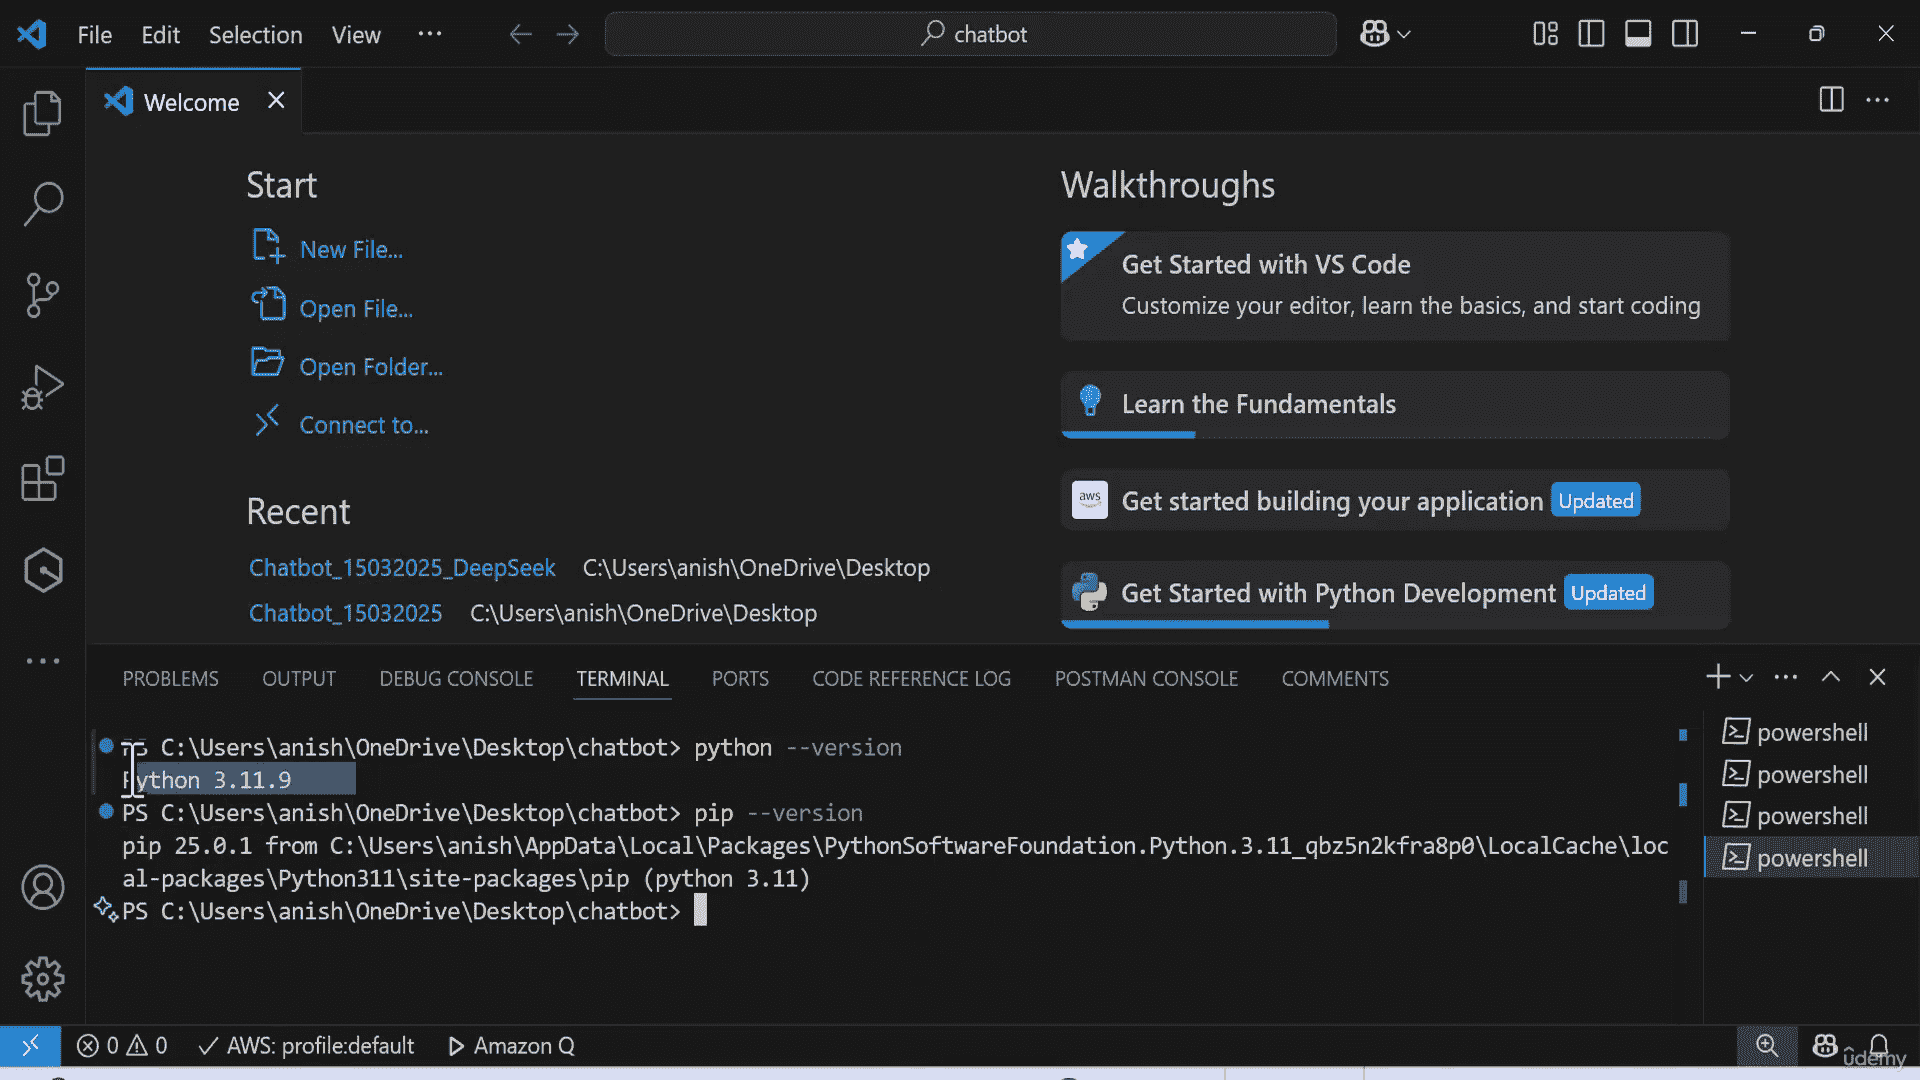 File Edit Selection View ··· chatbot
Welcome
Start
New File...
Open File...
Open Folder...
Connect to...
Recent
Chatbot_15032025_DeepSeek C:\Users\anish\OneDrive\Desktop
Chatbot_15032025 C:\Users\anish\OneDrive\Desktop
Walkthroughs
Get Started with VS Code
Customize your editor, learn the basics, and start coding
Learn the Fundamentals
aws Get started building your application Updated
Get Started with Python Development Updated
PROBLEMS OUTPUT DEBUG CONSOLE TERMINAL PORTS CODE REFERENCE LOG POSTMAN CONSOLE COMMENTS
PS C:\Users\anish\OneDrive\Desktop\chatbot> python --version
Python 3.11.9
PS C:\Users\anish\OneDrive\Desktop\chatbot> pip --version
pip 25.0.1 from C:\Users\anish\AppData\Local\Packages\PythonSoftwareFoundation.Python.3.11_qbz5n2kfra8p0\LocalCache\loc
al-packages\Python311\site-packages\pip (python 3.11)
PS C:\Users\anish\OneDrive\Desktop\chatbot>
powershell
powershell
powershell
powershell
0 0 AWS: profile:default Amazon Q
udemy